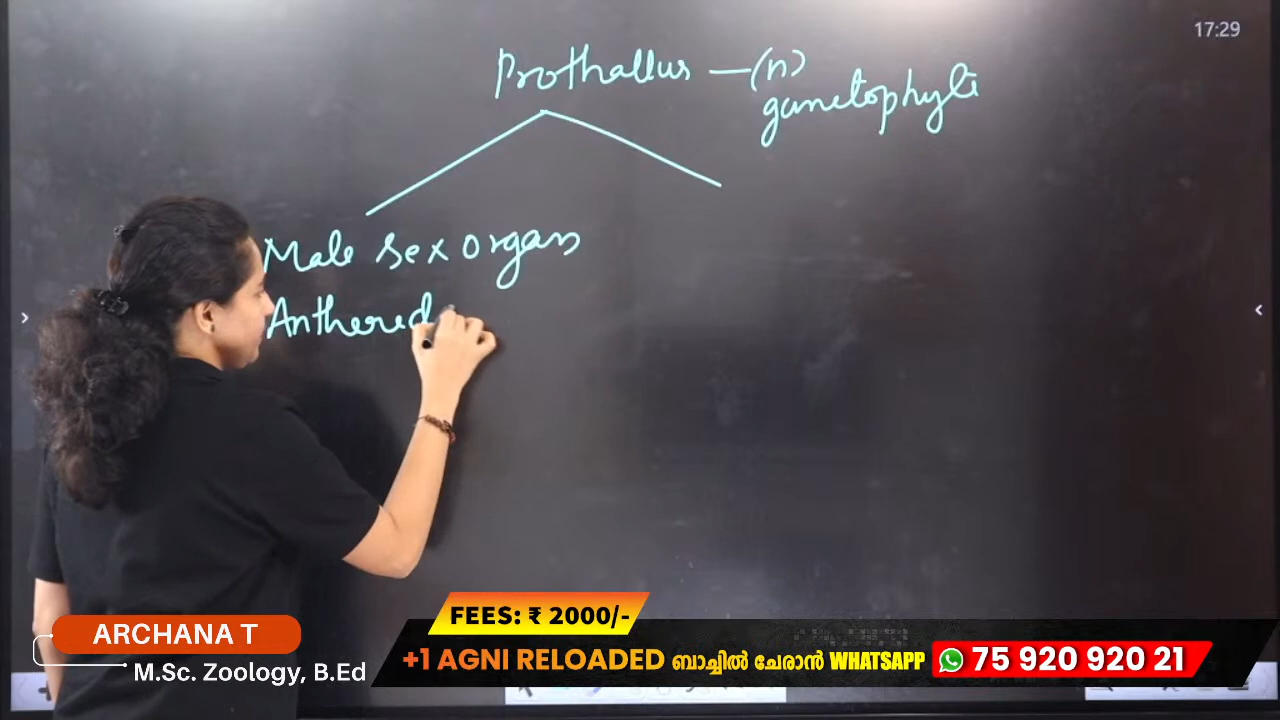 17:29
Prothallus — (n)
gametophyte
Male sex organs
Anthered
FEES: ₹ 2000/-
ARCHANA T
M.Sc. Zoology, B.Ed
+1 AGNI RELOADED ബാച്ചിൽ ചേരാൻ WHATSAPP 75 920 920 21